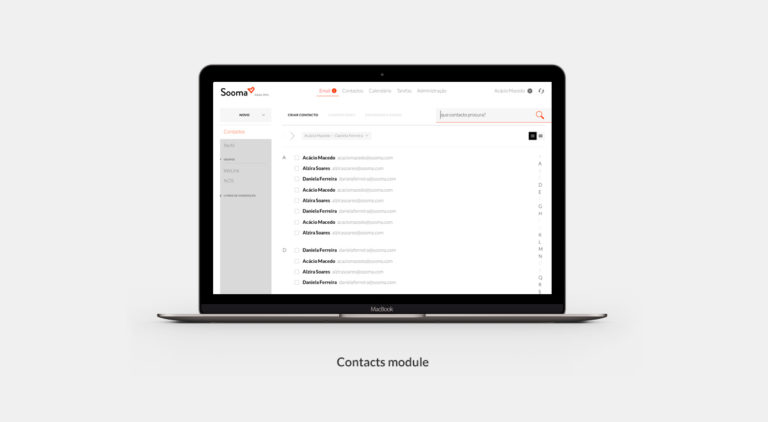 Sooma
Email Contactos Calendário Tarefas Administração
Acácio Macedo
NOVO
CRIAR CONTACTO
que contacto procura?
Contactos
Acácio Macedo
Daniela Ferreira
A
Acácio Macedo acaciomacedo@sooma.com
Alzira Soares alzirasoares@sooma.com
Daniela Ferreira danielaferreira@sooma.com
Acácio Macedo acaciomacedo@sooma.com
Alzira Soares alzirasoares@sooma.com
Daniela Ferreira danielaferreira@sooma.com
Acácio Macedo acaciomacedo@sooma.com
Alzira Soares alzirasoares@sooma.com
D
Daniela Ferreira danielaferreira@sooma.com
Acácio Macedo acaciomacedo@sooma.com
Alzira Soares alzirasoares@sooma.com
Daniela Ferreira danielaferreira@sooma.com
A
D
E
G
H
K
L
M
N
Q
R
S
MacBook
Contacts module